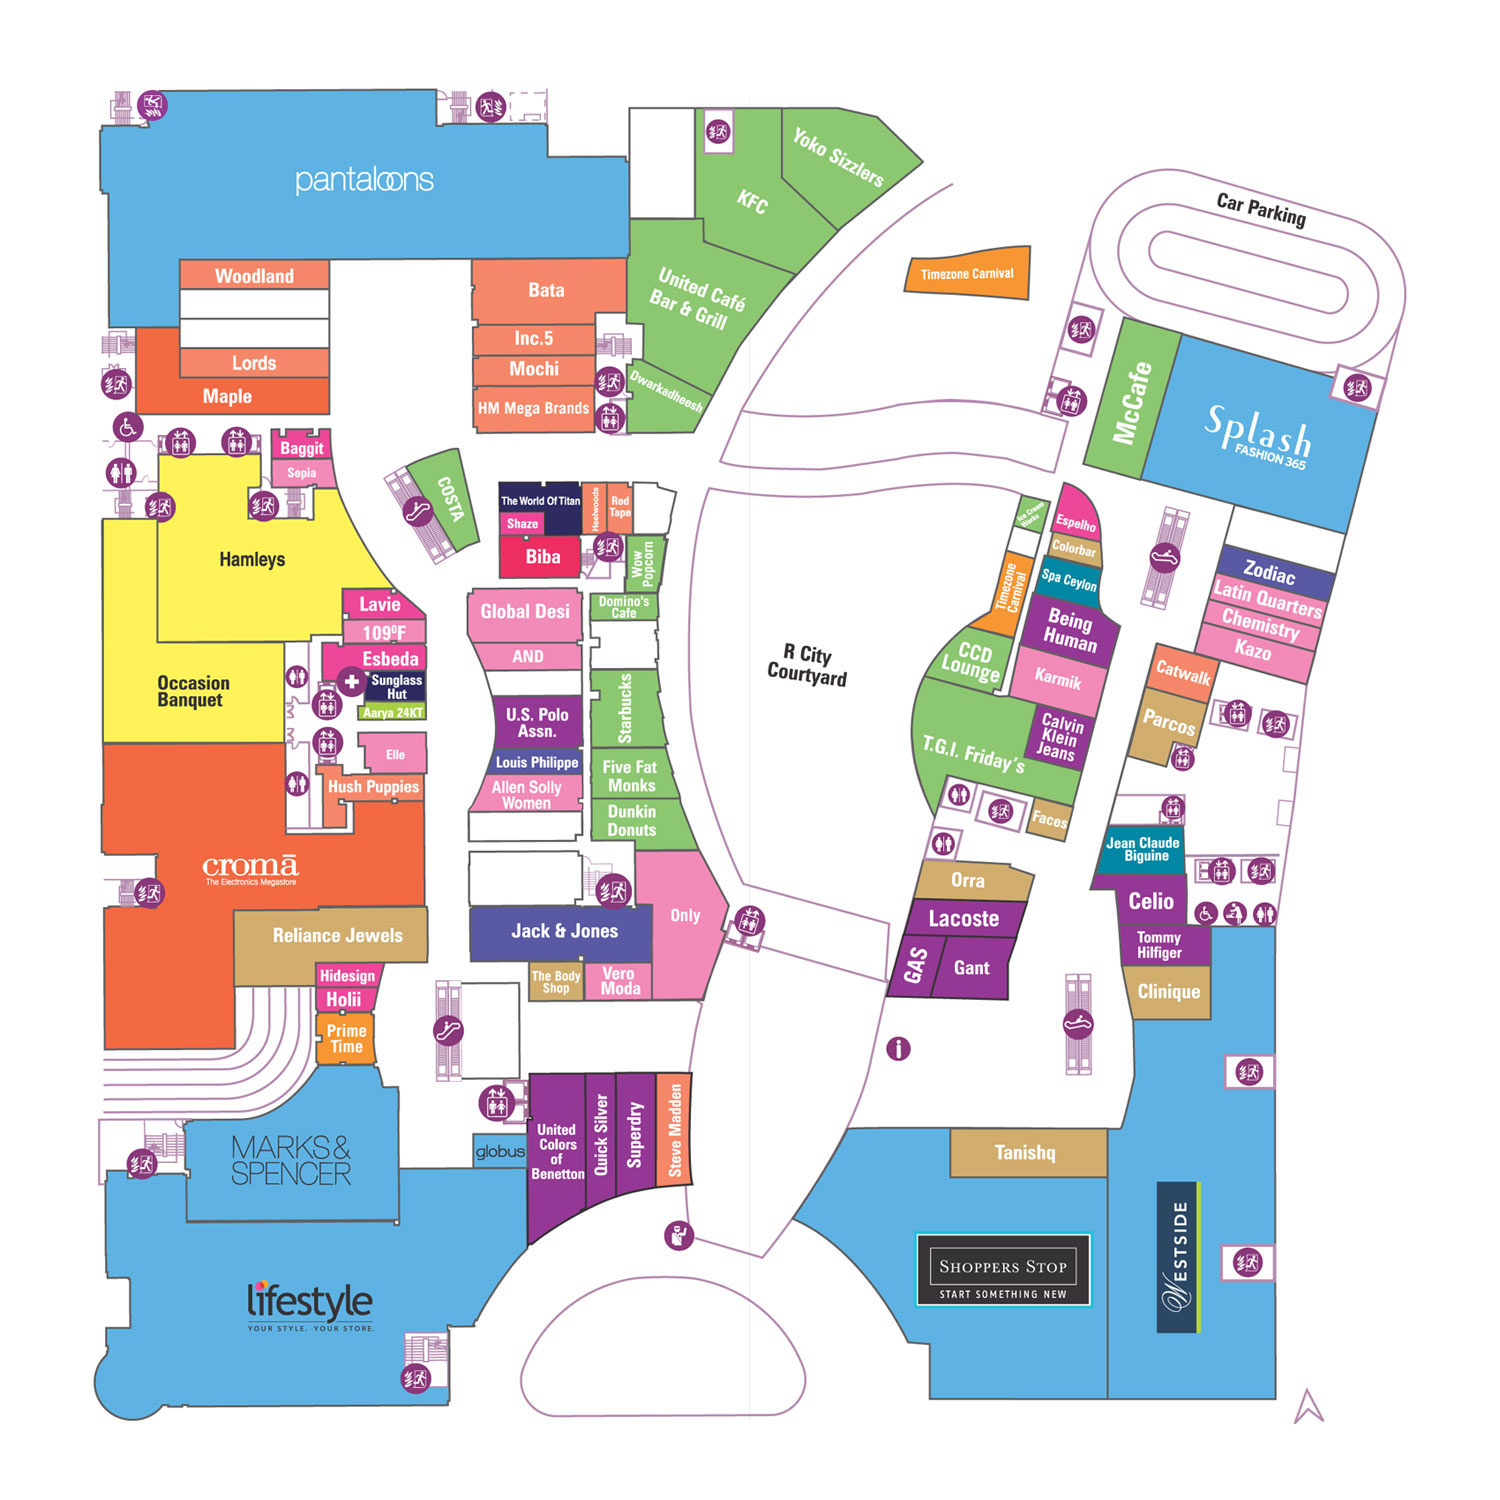 pantaloons
Woodland
Lords
Maple
Bata
Inc.5
Mochi
HM Mega Brands
KFC
Yoko Sizzlers
United Café
Bar & Grill
Dwarkadheesh
Timezone Carnival
Car Parking
McCafe
Splash
FASHION 365
Baggit
Sepia
Hamleys
COSTA
The World Of Titan
Shaze
Heelwoods
Red
Tape
Biba
Wow
Popcorn
Lavie
109⁰F
Esbeda
Sunglass
Hut
Aarya 24KT
Elle
Hush Puppies
Occasion
Banquet
Global Desi
AND
U.S. Polo
Assn.
Louis Philippe
Allen Solly
Women
Domino's
Cafe
Starbucks
Five Fat
Monks
Dunkin
Donuts
R City
Courtyard
Ice Cream
Works
Timezone
Carnival
Espelho
Colorbar
Spa Ceylon
Being
Human
CCD
Lounge
Karmik
Calvin
Klein
Jeans
T.G.I. Friday's
Faces
Zodiac
Latin Quarters
Chemistry
Kazo
Catwalk
Parcos
Jean Claude
Biguine
Celio
Tommy
Hilfiger
Clinique
Orra
Lacoste
GAS
Gant
cromā
The Electronics Megastore
Reliance Jewels
Hidesign
Holii
Prime
Time
Jack & Jones
Only
The Body
Shop
Vero
Moda
MARKS &
SPENCER
globus
United
Colors
of
Benetton
Quick Silver
Superdry
Steve Madden
i
Tanishq
lifestyle
YOUR STYLE. YOUR STORE.
SHOPPERS STOP
START SOMETHING NEW
WESTSIDE